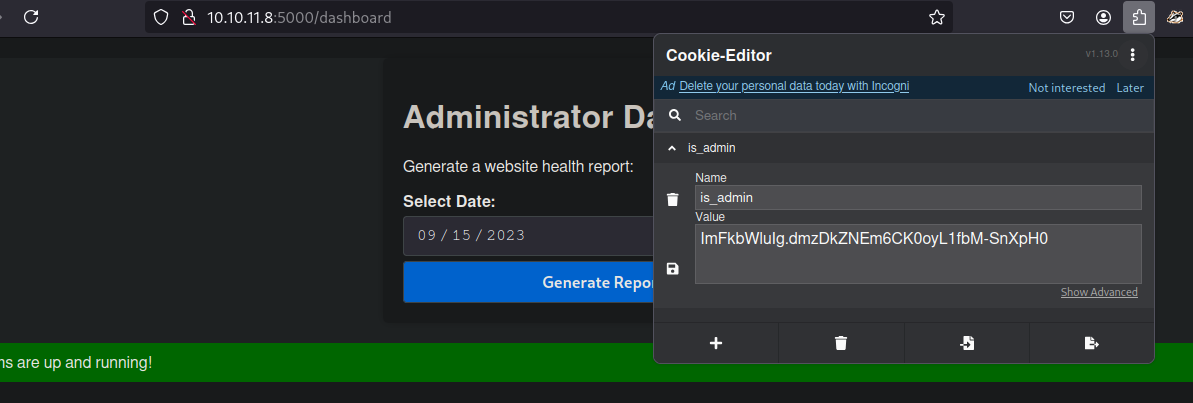 10.10.11.8:5000/dashboard
Cookie-Editor
v1.13.0
Ad Delete your personal data today with Incogni
Not interested
Later
Search
is_admin
Name
is_admin
Value
ImFkbWluIg.dmzDkZNEm6CK0oyL1fbM-SnXpH0
Show Advanced
Administrator Da
Generate a website health report:
Select Date:
09 / 15 / 2023
Generate Repor
ns are up and running!